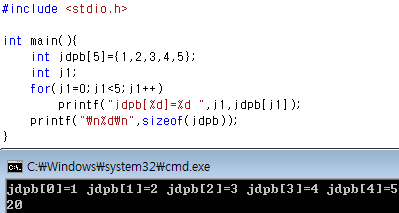 #include <stdio.h>
int main(){
int jdpb[5]={1,2,3,4,5};
int j1;
for(j1=0;j1<5;j1++)
printf("jdpb[%d]=%d ",j1,jdpb[j1]);
printf("₩n%d₩n",sizeof(jdpb));
}
C:₩Windows₩system32₩cmd.exe
jdpb[0]=1 jdpb[1]=2 jdpb[2]=3 jdpb[3]=4 jdpb[4]=5
20